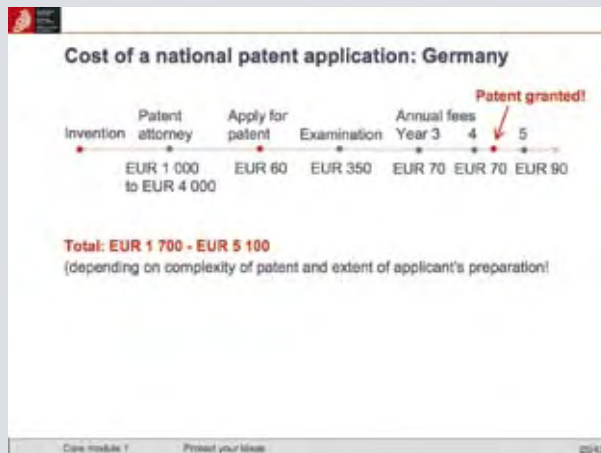 Cost of a national patent application: Germany
Patent granted!
Invention
Patent attorney
Apply for patent
Examination
Annual fees
Year 3 4 5
EUR 1 000 to EUR 4 000
EUR 60
EUR 350
EUR 70
EUR 70
EUR 90
Total: EUR 1 700 - EUR 5 100
(depending on complexity of patent and extent of applicant's preparation!
Core module 1
Protect your ideas